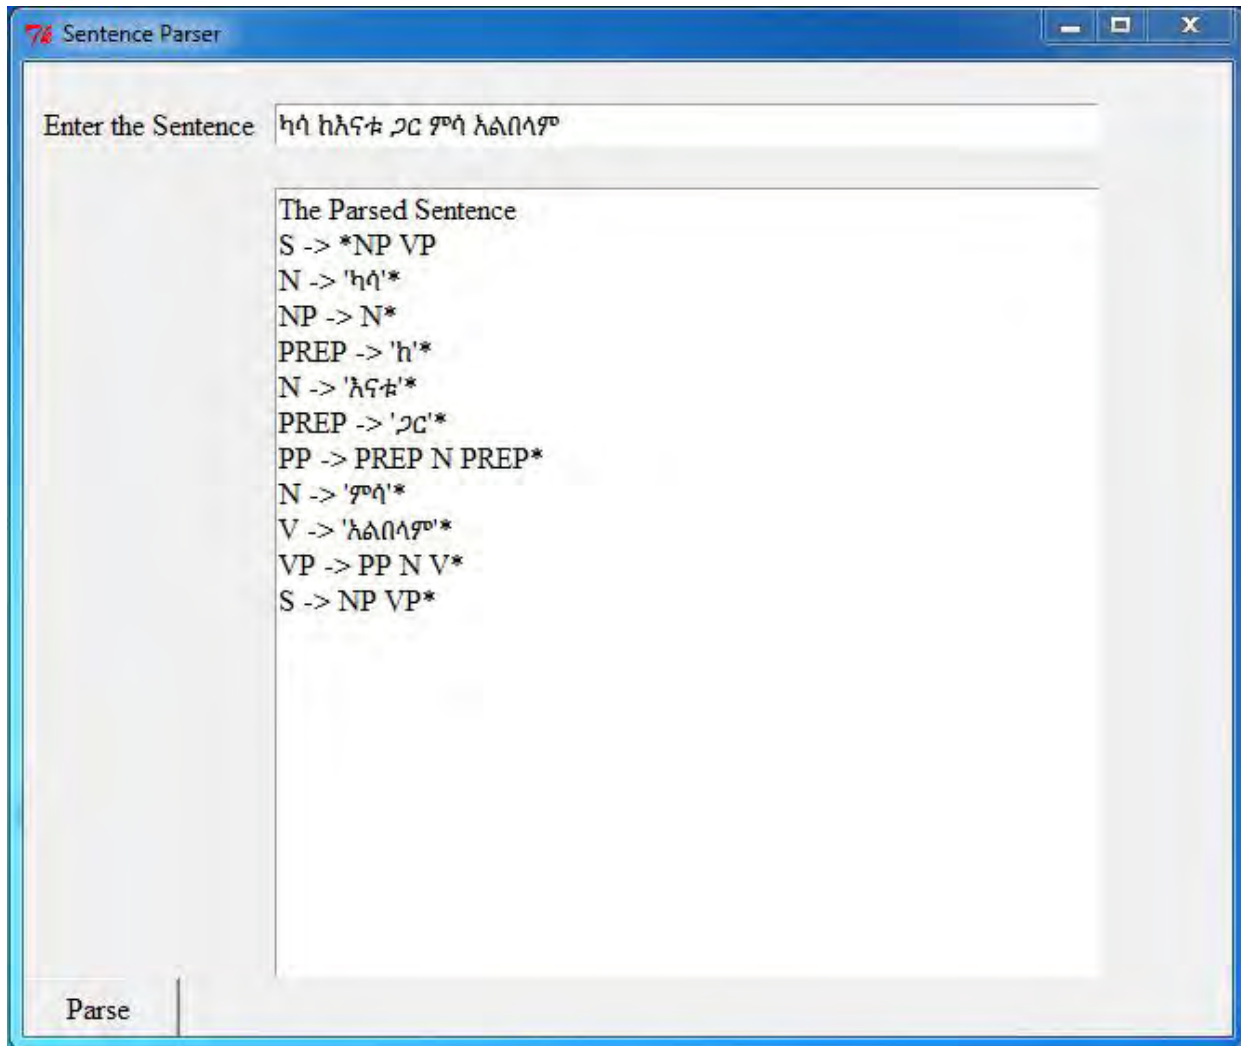 Sentence Parser
Enter the Sentence ካሳ ከእናቱ ጋር ምሳ አልበላም
The Parsed Sentence
S -> *NP VP
N -> 'ካሳ'*
NP -> N*
PREP -> 'ከ'*
N -> 'እናቱ'*
PREP -> 'ጋር'*
PP -> PREP N PREP*
N -> 'ምሳ'*
V -> 'አልበላም'*
VP -> PP N V*
S -> NP VP*
Parse